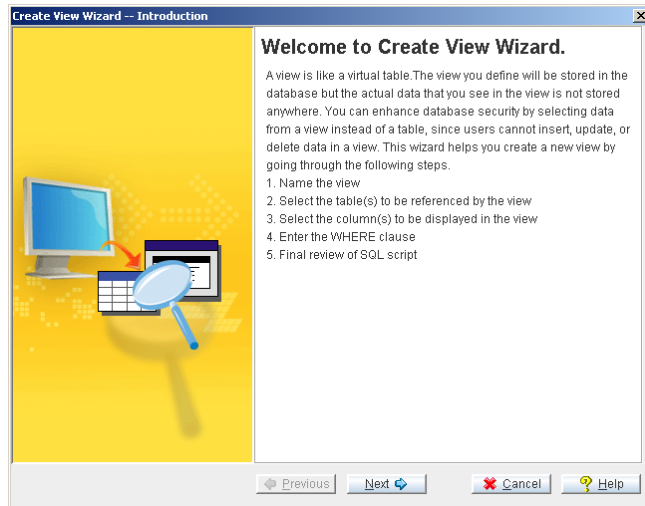 Create View Wizard -- Introduction
Welcome to Create View Wizard.
A view is like a virtual table.The view you define will be stored in the
database but the actual data that you see in the view is not stored
anywhere. You can enhance database security by selecting data
from a view instead of a table, since users cannot insert, update, or
delete data in a view. This wizard helps you create a new view by
going through the following steps.
1. Name the view
2. Select the table(s) to be referenced by the view
3. Select the column(s) to be displayed in the view
4. Enter the WHERE clause
5. Final review of SQL script
Previous Next Cancel Help